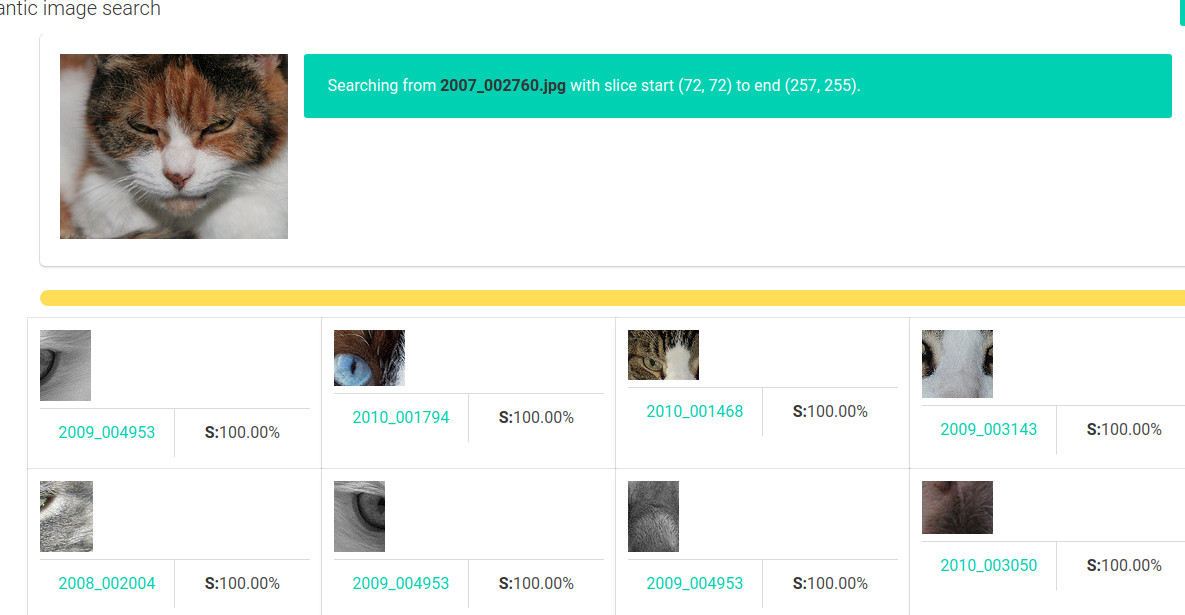 antic image search
Searching from 2007_002760.jpg with slice start (72, 72) to end (257, 255).
2009_004953 S:100.00%
2010_001794 S:100.00%
2010_001468 S:100.00%
2009_003143 S:100.00%
2008_002004 S:100.00%
2009_004953 S:100.00%
2009_004953 S:100.00%
2010_003050 S:100.00%